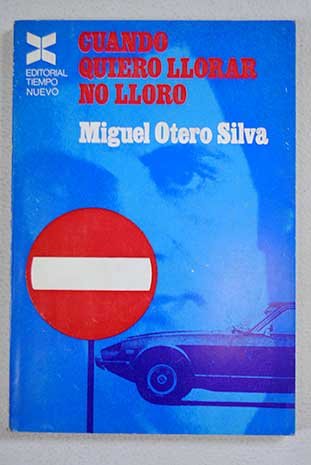 EDITORIAL
TIEMPO
NUEVO
CUANDO
QUIERO LLORAR
NO LLORO
Miguel Otero Silva